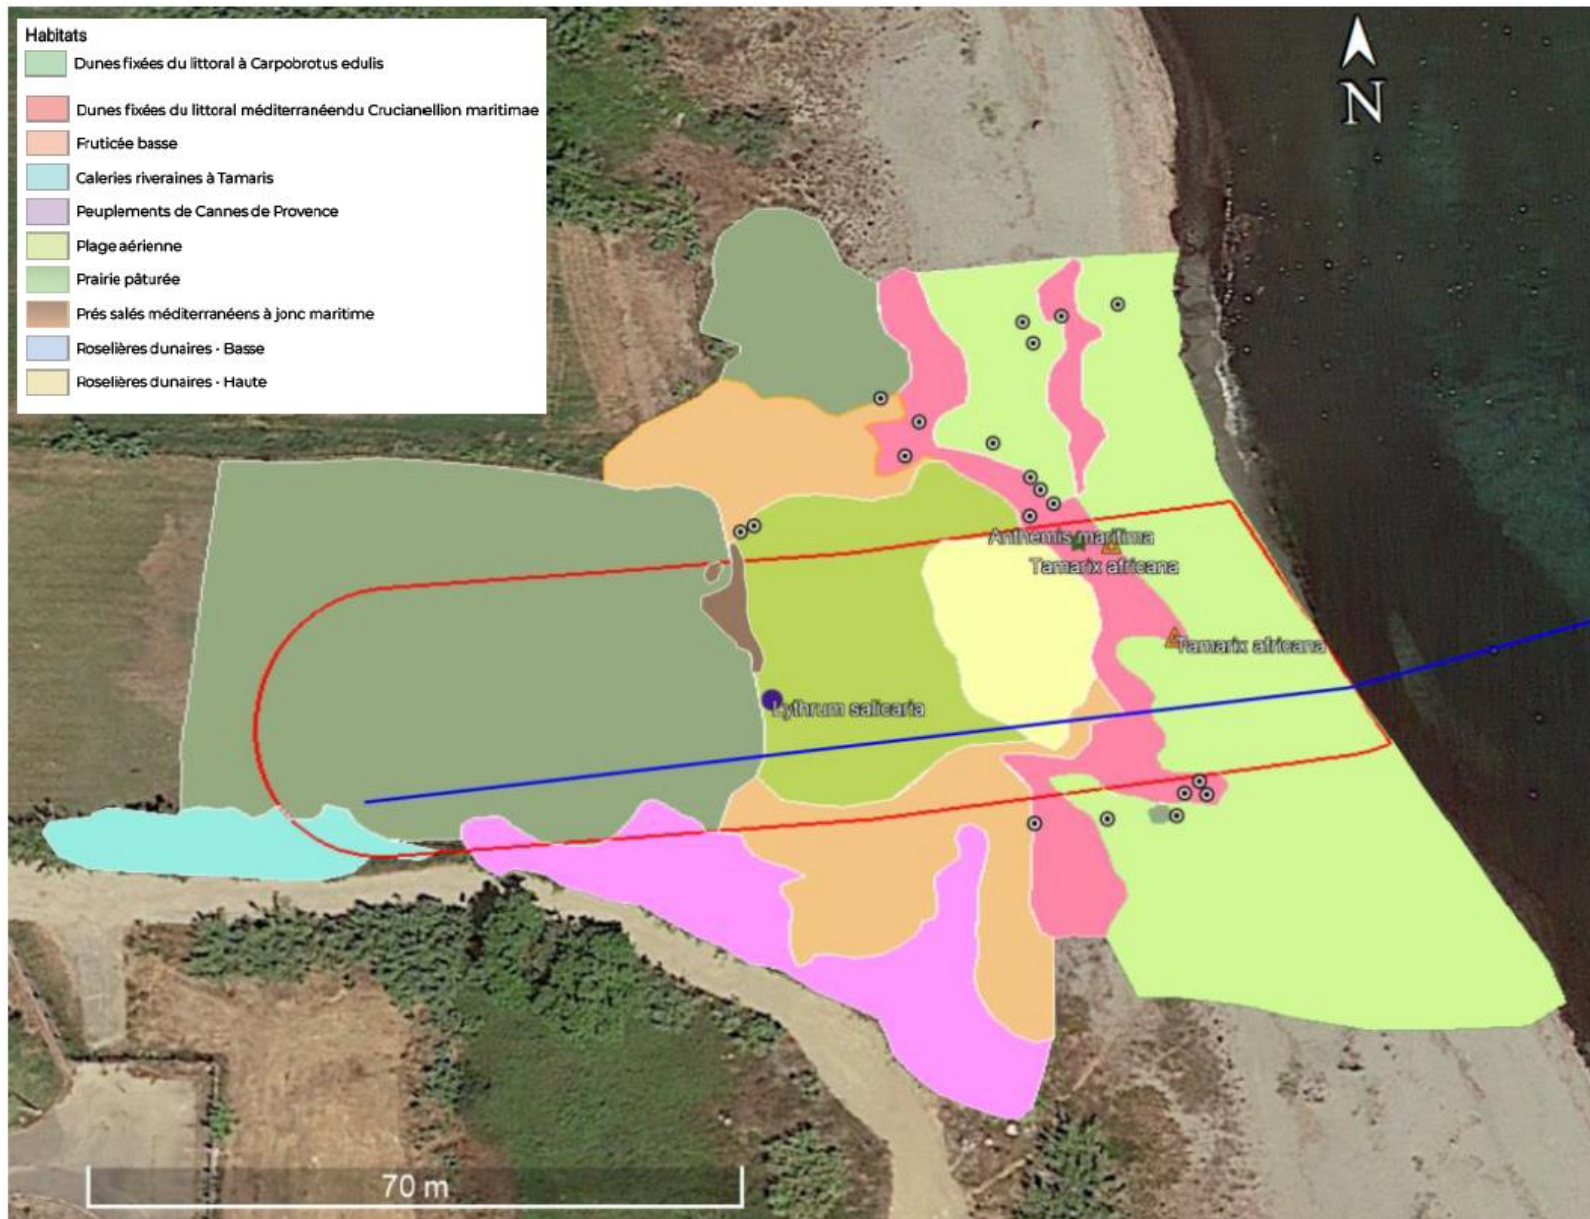 Habitats
Dunes fixées du littoral à Carpobrotus edulis
Dunes fixées du littoral méditerranéendu Crucianellion maritimae
Fruticée basse
Caleries riveraines à Tamaris
Peuplements de Cannes de Provence
Plage aérienne
Prairie pâturée
Prés salés méditerranéens à jonc maritime
Roselières dunaires - Basse
Roselières dunaires - Haute
N
Anthemis maritima
Tamarix africana
Tamarix africana
Lythrum salicaria
70 m